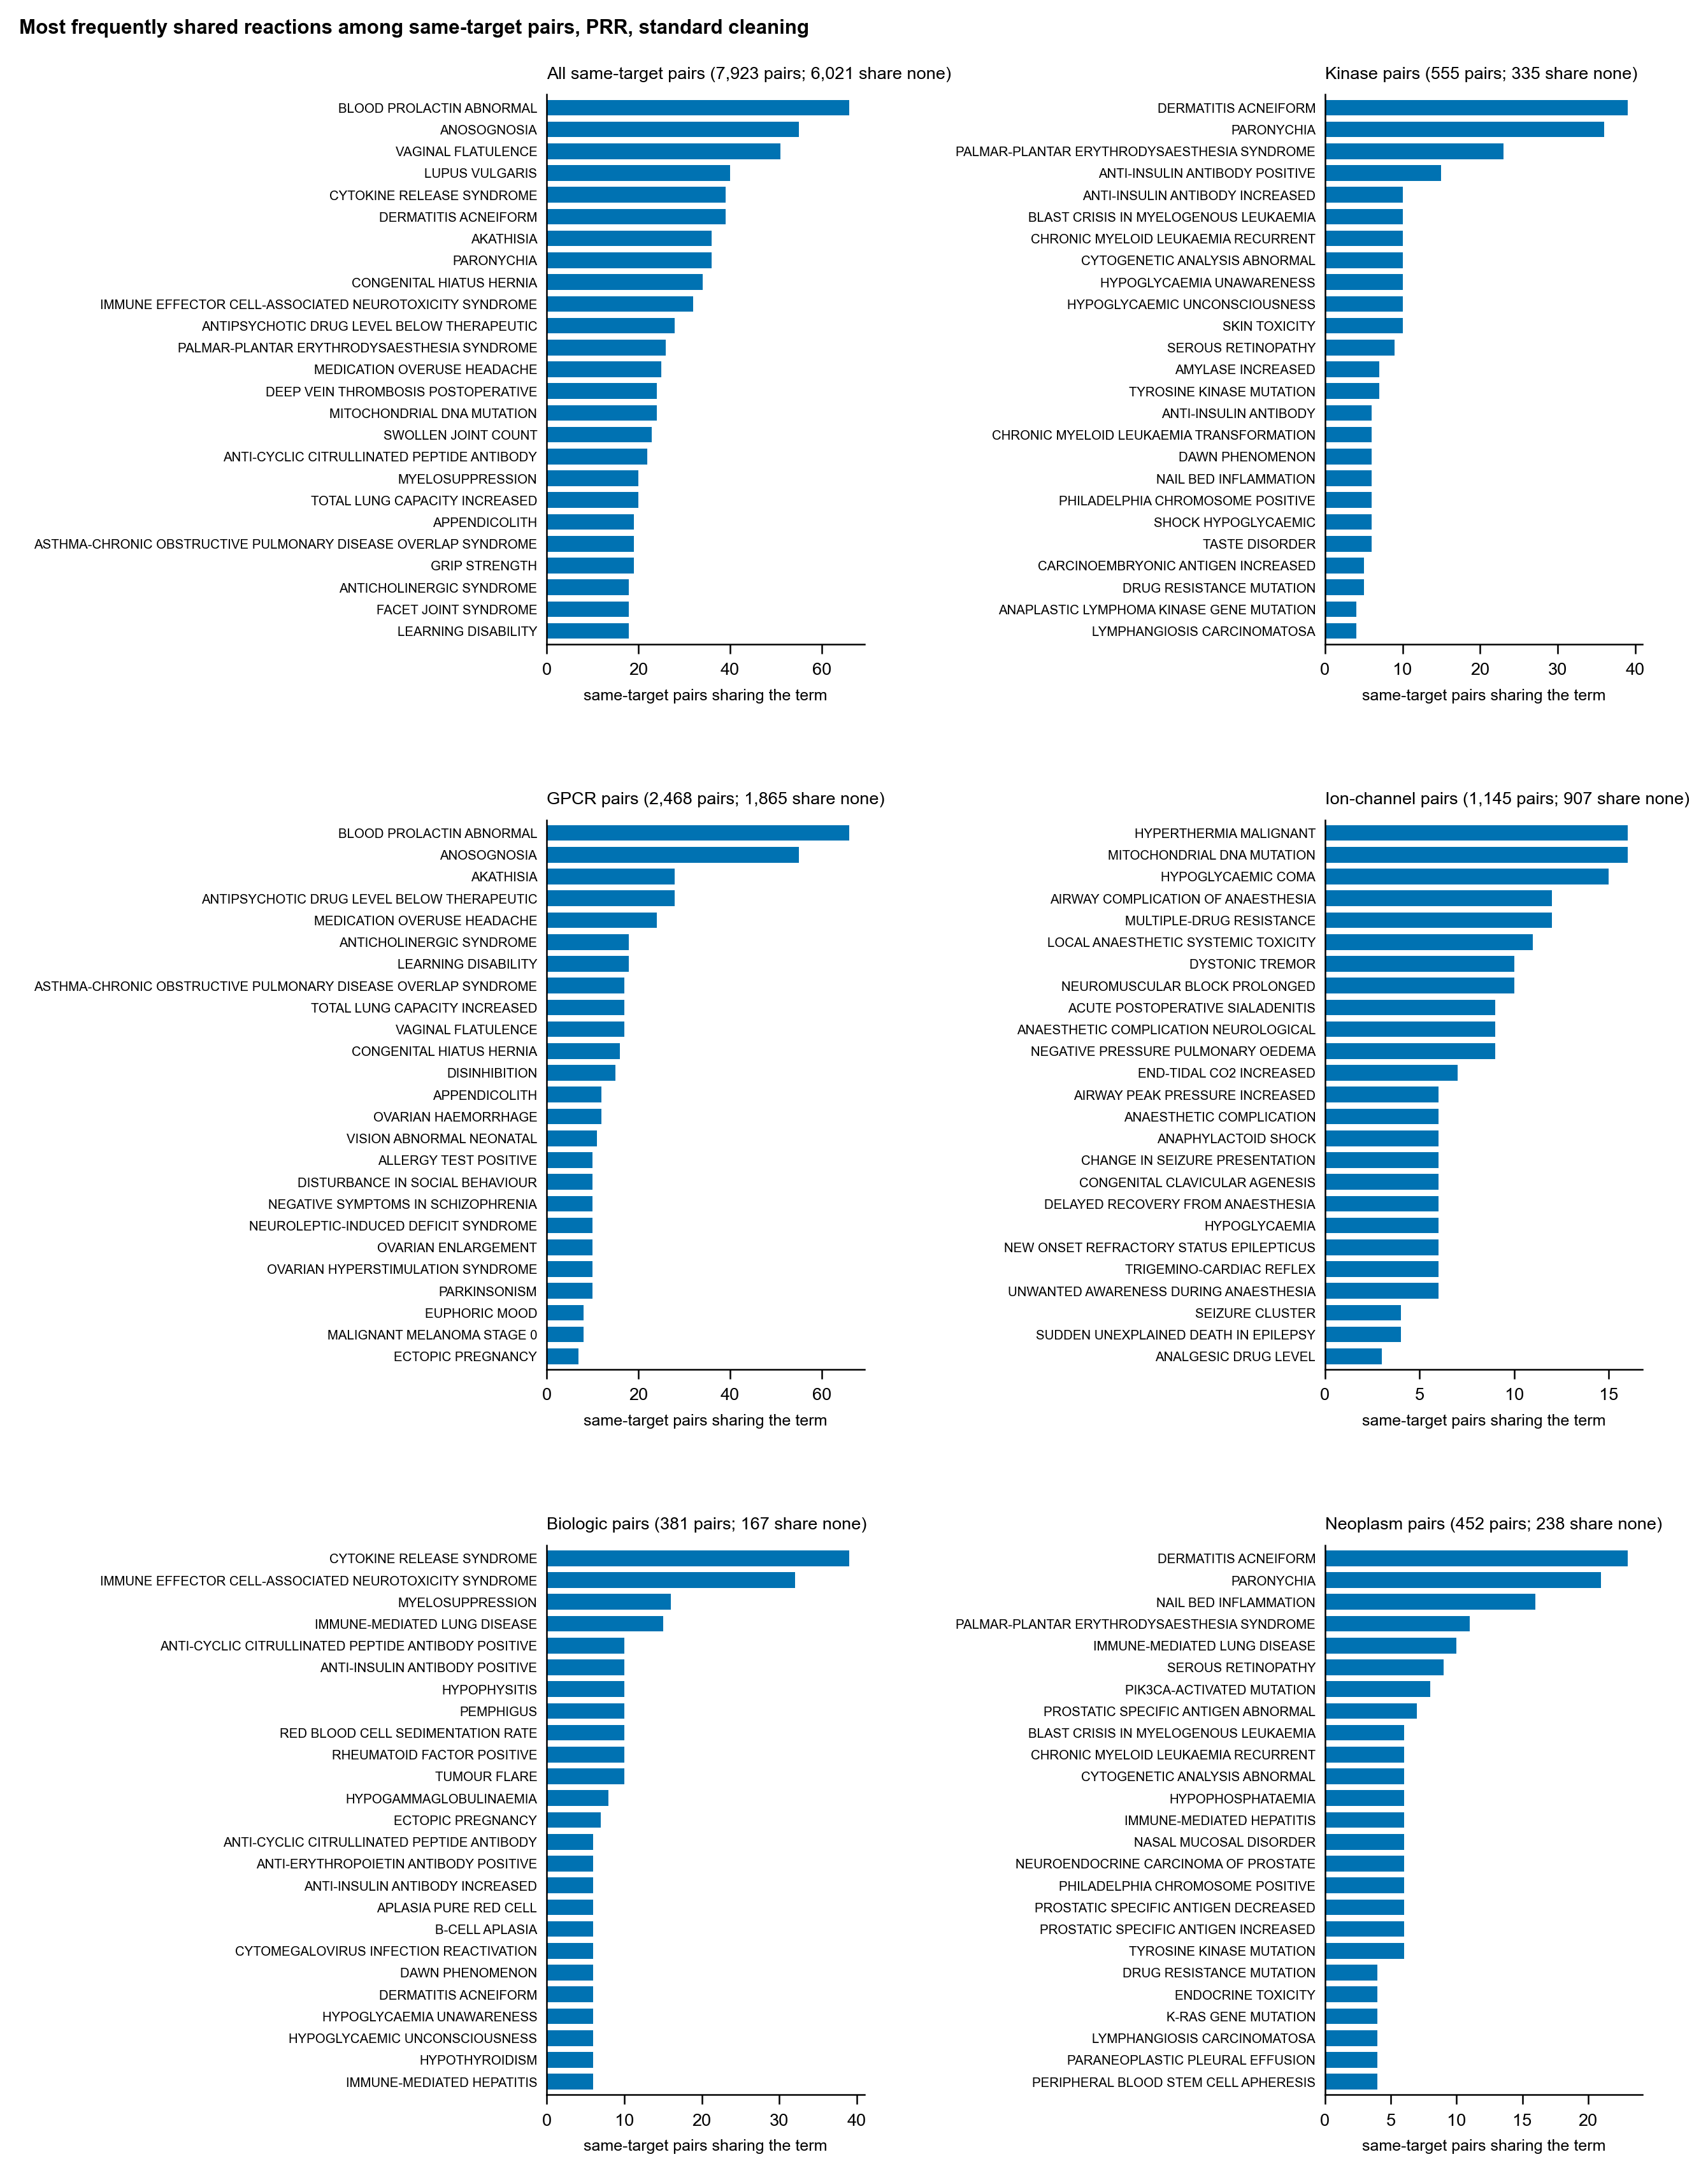 Most frequently shared reactions among same-target pairs, PRR, standard cleaning
All same-target pairs (7,923 pairs; 6,021 share none)
BLOOD PROLACTIN ABNORMAL
ANOSOGNOSIA
VAGINAL FLATULENCE
LUPUS VULGARIS
CYTOKINE RELEASE SYNDROME
DERMATITIS ACNEIFORM
AKATHISIA
PARONYCHIA
CONGENITAL HIATUS HERNIA
IMMUNE EFFECTOR CELL-ASSOCIATED NEUROTOXICITY SYNDROME
ANTIPSYCHOTIC DRUG LEVEL BELOW THERAPEUTIC
PALMAR-PLANTAR ERYTHRODYSAESTHESIA SYNDROME
MEDICATION OVERUSE HEADACHE
DEEP VEIN THROMBOSIS POSTOPERATIVE
MITOCHONDRIAL DNA MUTATION
SWOLLEN JOINT COUNT
ANTI-CYCLIC CITRULLINATED PEPTIDE ANTIBODY
MYELOSUPPRESSION
TOTAL LUNG CAPACITY INCREASED
APPENDICOLITH
ASTHMA-CHRONIC OBSTRUCTIVE PULMONARY DISEASE OVERLAP SYNDROME
GRIP STRENGTH
ANTICHOLINERGIC SYNDROME
FACET JOINT SYNDROME
LEARNING DISABILITY
0 20 40 60
same-target pairs sharing the term
Kinase pairs (555 pairs; 335 share none)
DERMATITIS ACNEIFORM
PARONYCHIA
PALMAR-PLANTAR ERYTHRODYSAESTHESIA SYNDROME
ANTI-INSULIN ANTIBODY POSITIVE
ANTI-INSULIN ANTIBODY INCREASED
BLAST CRISIS IN MYELOGENOUS LEUKAEMIA
CHRONIC MYELOID LEUKAEMIA RECURRENT
CYTOGENETIC ANALYSIS ABNORMAL
HYPOGLYCAEMIA UNAWARENESS
HYPOGLYCAEMIC UNCONSCIOUSNESS
SKIN TOXICITY
SEROUS RETINOPATHY
AMYLASE INCREASED
TYROSINE KINASE MUTATION
ANTI-INSULIN ANTIBODY
CHRONIC MYELOID LEUKAEMIA TRANSFORMATION
DAWN PHENOMENON
NAIL BED INFLAMMATION
PHILADELPHIA CHROMOSOME POSITIVE
SHOCK HYPOGLYCAEMIC
TASTE DISORDER
CARCINOEMBRYONIC ANTIGEN INCREASED
DRUG RESISTANCE MUTATION
ANAPLASTIC LYMPHOMA KINASE GENE MUTATION
LYMPHANGIOSIS CARCINOMATOSA
0 10 20 30 40
same-target pairs sharing the term
GPCR pairs (2,468 pairs; 1,865 share none)
BLOOD PROLACTIN ABNORMAL
ANOSOGNOSIA
AKATHISIA
ANTIPSYCHOTIC DRUG LEVEL BELOW THERAPEUTIC
MEDICATION OVERUSE HEADACHE
ANTICHOLINERGIC SYNDROME
LEARNING DISABILITY
ASTHMA-CHRONIC OBSTRUCTIVE PULMONARY DISEASE OVERLAP SYNDROME
TOTAL LUNG CAPACITY INCREASED
VAGINAL FLATULENCE
CONGENITAL HIATUS HERNIA
DISINHIBITION
APPENDICOLITH
OVARIAN HAEMORRHAGE
VISION ABNORMAL NEONATAL
ALLERGY TEST POSITIVE
DISTURBANCE IN SOCIAL BEHAVIOUR
NEGATIVE SYMPTOMS IN SCHIZOPHRENIA
NEUROLEPTIC-INDUCED DEFICIT SYNDROME
OVARIAN ENLARGEMENT
OVARIAN HYPERSTIMULATION SYNDROME
PARKINSONISM
EUPHORIC MOOD
MALIGNANT MELANOMA STAGE 0
ECTOPIC PREGNANCY
0 20 40 60
same-target pairs sharing the term
Ion-channel pairs (1,145 pairs; 907 share none)
HYPERTHERMIA MALIGNANT
MITOCHONDRIAL DNA MUTATION
HYPOGLYCAEMIC COMA
AIRWAY COMPLICATION OF ANAESTHESIA
MULTIPLE-DRUG RESISTANCE
LOCAL ANAESTHETIC SYSTEMIC TOXICITY
DYSTONIC TREMOR
NEUROMUSCULAR BLOCK PROLONGED
ACUTE POSTOPERATIVE SIALADENITIS
ANAESTHETIC COMPLICATION NEUROLOGICAL
NEGATIVE PRESSURE PULMONARY OEDEMA
END-TIDAL CO2 INCREASED
AIRWAY PEAK PRESSURE INCREASED
ANAESTHETIC COMPLICATION
ANAPHYLACTOID SHOCK
CHANGE IN SEIZURE PRESENTATION
CONGENITAL CLAVICULAR AGENESIS
DELAYED RECOVERY FROM ANAESTHESIA
HYPOGLYCAEMIA
NEW ONSET REFRACTORY STATUS EPILEPTICUS
TRIGEMINO-CARDIAC REFLEX
UNWANTED AWARENESS DURING ANAESTHESIA
SEIZURE CLUSTER
SUDDEN UNEXPLAINED DEATH IN EPILEPSY
ANALGESIC DRUG LEVEL
0 5 10 15
same-target pairs sharing the term
Biologic pairs (381 pairs; 167 share none)
CYTOKINE RELEASE SYNDROME
IMMUNE EFFECTOR CELL-ASSOCIATED NEUROTOXICITY SYNDROME
MYELOSUPPRESSION
IMMUNE-MEDIATED LUNG DISEASE
ANTI-CYCLIC CITRULLINATED PEPTIDE ANTIBODY POSITIVE
ANTI-INSULIN ANTIBODY POSITIVE
HYPOPHYSITIS
PEMPHIGUS
RED BLOOD CELL SEDIMENTATION RATE
RHEUMATOID FACTOR POSITIVE
TUMOUR FLARE
HYPOGAMMAGLOBULINAEMIA
ECTOPIC PREGNANCY
ANTI-CYCLIC CITRULLINATED PEPTIDE ANTIBODY
ANTI-ERYTHROPOIETIN ANTIBODY POSITIVE
ANTI-INSULIN ANTIBODY INCREASED
APLASIA PURE RED CELL
B-CELL APLASIA
CYTOMEGALOVIRUS INFECTION REACTIVATION
DAWN PHENOMENON
DERMATITIS ACNEIFORM
HYPOGLYCAEMIA UNAWARENESS
HYPOGLYCAEMIC UNCONSCIOUSNESS
HYPOTHYROIDISM
IMMUNE-MEDIATED HEPATITIS
0 10 20 30 40
same-target pairs sharing the term
Neoplasm pairs (452 pairs; 238 share none)
DERMATITIS ACNEIFORM
PARONYCHIA
NAIL BED INFLAMMATION
PALMAR-PLANTAR ERYTHRODYSAESTHESIA SYNDROME
IMMUNE-MEDIATED LUNG DISEASE
SEROUS RETINOPATHY
PIK3CA-ACTIVATED MUTATION
PROSTATIC SPECIFIC ANTIGEN ABNORMAL
BLAST CRISIS IN MYELOGENOUS LEUKAEMIA
CHRONIC MYELOID LEUKAEMIA RECURRENT
CYTOGENETIC ANALYSIS ABNORMAL
HYPOPHOSPHATAEMIA
IMMUNE-MEDIATED HEPATITIS
NASAL MUCOSAL DISORDER
NEUROENDOCRINE CARCINOMA OF PROSTATE
PHILADELPHIA CHROMOSOME POSITIVE
PROSTATIC SPECIFIC ANTIGEN DECREASED
PROSTATIC SPECIFIC ANTIGEN INCREASED
TYROSINE KINASE MUTATION
DRUG RESISTANCE MUTATION
ENDOCRINE TOXICITY
K-RAS GENE MUTATION
LYMPHANGIOSIS CARCINOMATOSA
PARANEOPLASTIC PLEURAL EFFUSION
PERIPHERAL BLOOD STEM CELL APHERESIS
0 5 10 15 20
same-target pairs sharing the term